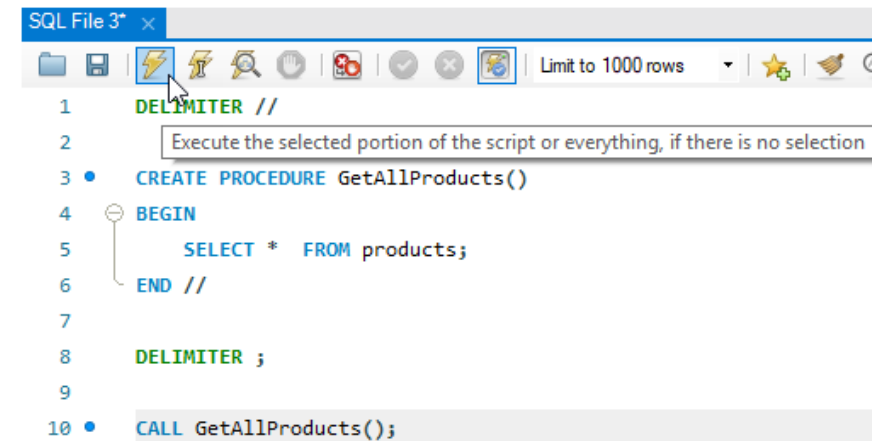 SQL File 3*
Limit to 1000 rows
1 DELIMITER //
Execute the selected portion of the script or everything, if there is no selection
2
3 CREATE PROCEDURE GetAllProducts()
4 BEGIN
5 SELECT *  FROM products;
6 END //
7
8 DELIMITER ;
9
10 CALL GetAllProducts();